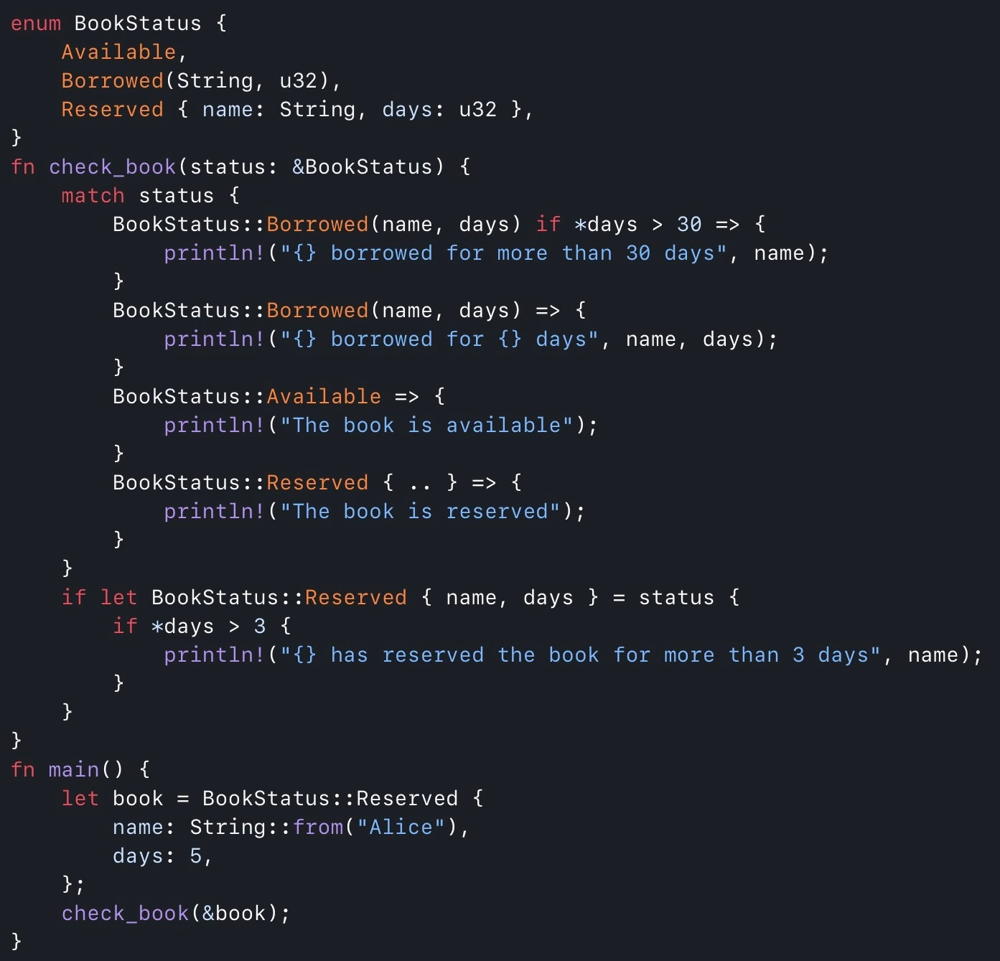 enum BookStatus {
    Available,
    Borrowed(String, u32),
    Reserved { name: String, days: u32 },
}
fn check_book(status: &BookStatus) {
    match status {
        BookStatus::Borrowed(name, days) if *days > 30 => {
            println!("{} borrowed for more than 30 days", name);
        }
        BookStatus::Borrowed(name, days) => {
            println!("{} borrowed for {} days", name, days);
        }
        BookStatus::Available => {
            println!("The book is available");
        }
        BookStatus::Reserved { .. } => {
            println!("The book is reserved");
        }
    }
    if let BookStatus::Reserved { name, days } = status {
        if *days > 3 {
            println!("{} has reserved the book for more than 3 days", name);
        }
    }
}
fn main() {
    let book = BookStatus::Reserved {
        name: String::from("Alice"),
        days: 5,
    };
    check_book(&book);
}